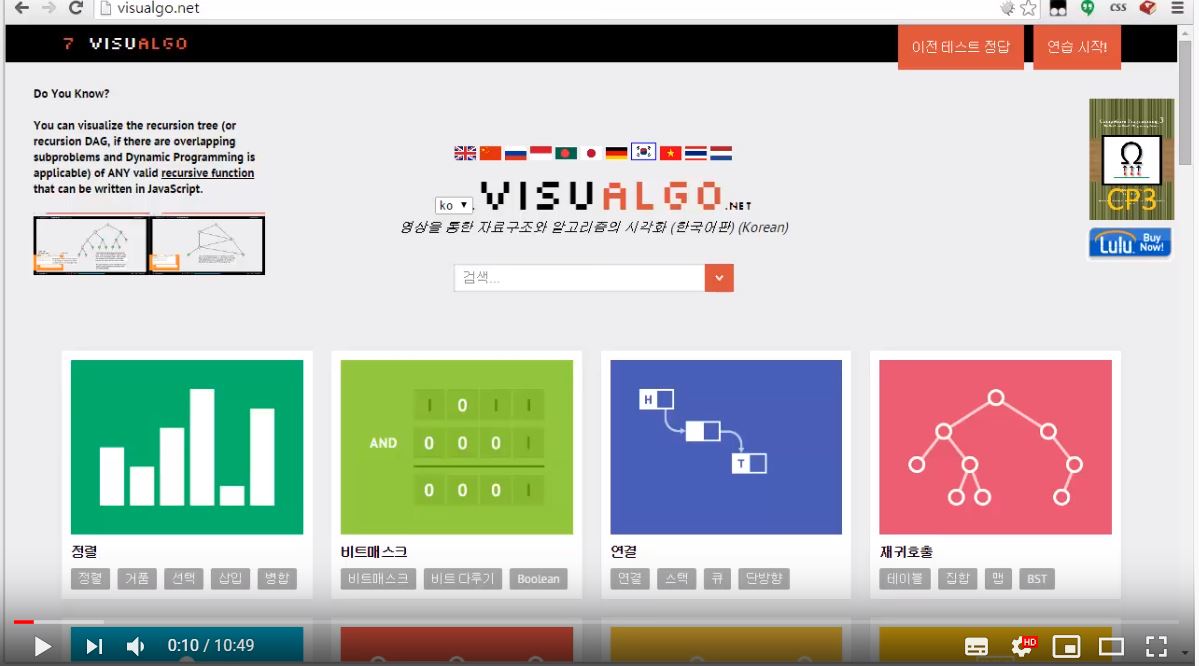 visualgo.net
css
7 VISUALGO
이전 테스트 정답
연습 시작!
Do You Know?
You can visualize the recursion tree (or
recursion DAG, if there are overlapping
subproblems and Dynamic Programming is
applicable) of ANY valid recursive function
that can be written in JavaScript.
ko
VISUALGO.NET
영상을 통한 자료구조와 알고리즘의 시각화 (한국어판) (Korean)
검색...
CP3
Lulu Buy Now!
1 0 1 1
AND 0 0 0 1
0 0 0 1
H
T
정렬
정렬 거품 선택 삽입 병합
비트매스크
비트매스크 비트 다루기 Boolean
연결
연결 스택 큐 단방향
재귀호출
테이블 집합 맵 BST
0:10 / 10:49
HD